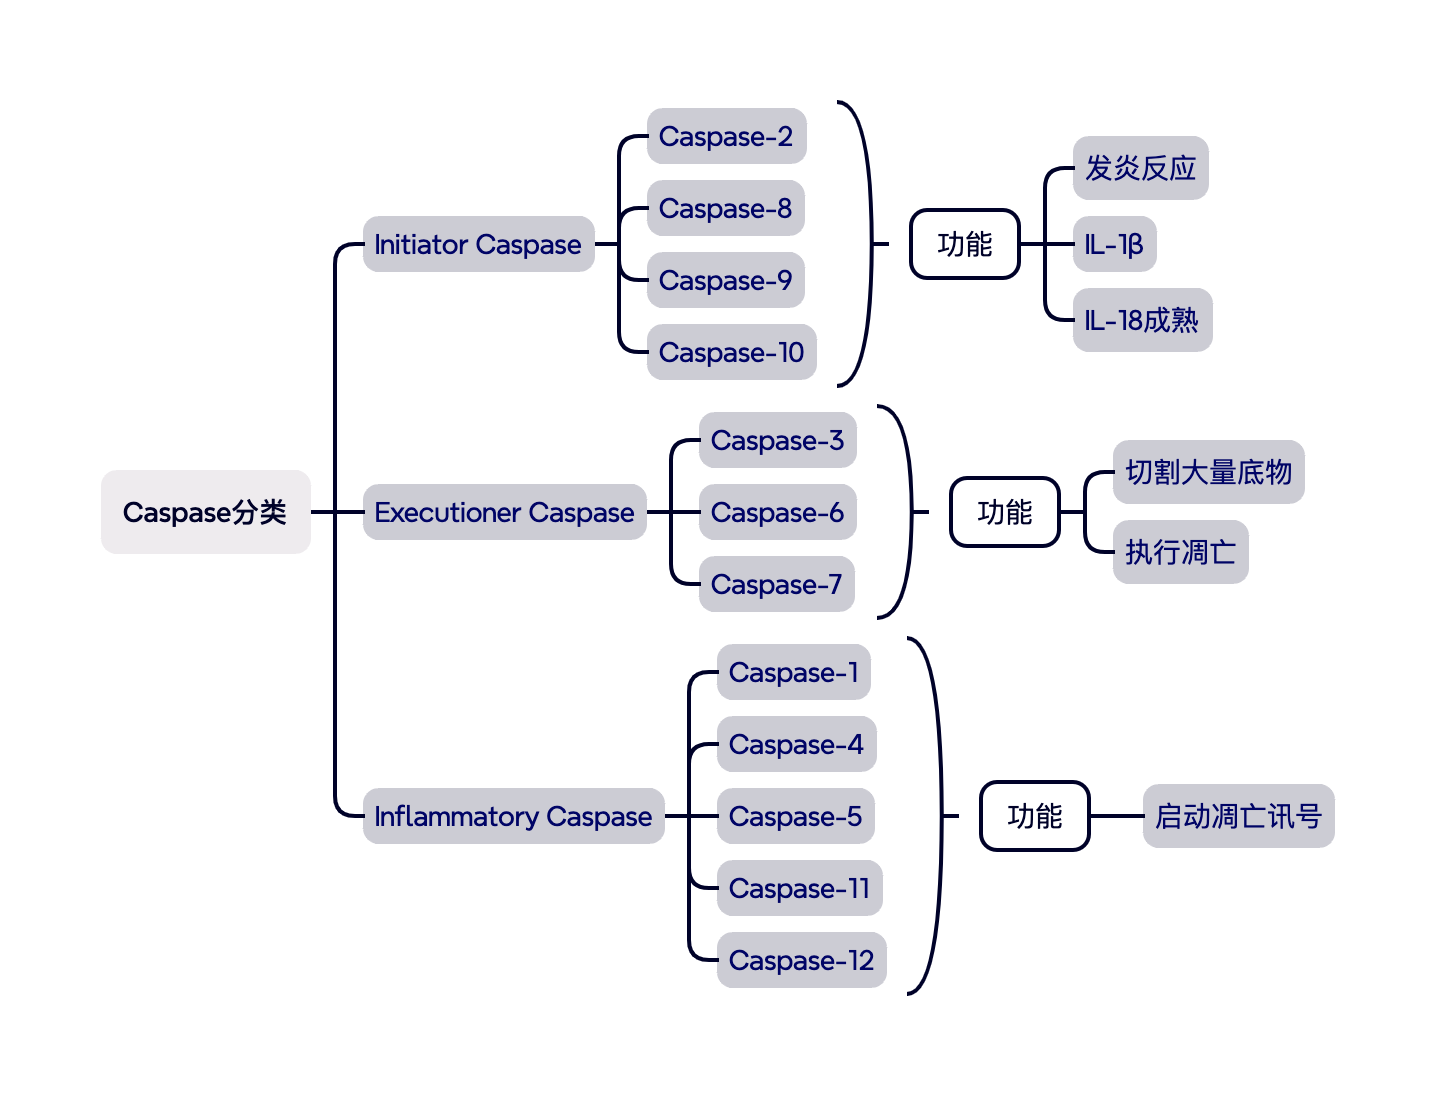 Caspase分类
Initiator Caspase
Caspase-2
Caspase-8
Caspase-9
Caspase-10
功能
发炎反应
IL-1β
IL-18成熟
Executioner Caspase
Caspase-3
Caspase-6
Caspase-7
功能
切割大量底物
执行凋亡
Inflammatory Caspase
Caspase-1
Caspase-4
Caspase-5
Caspase-11
Caspase-12
功能
启动凋亡讯号